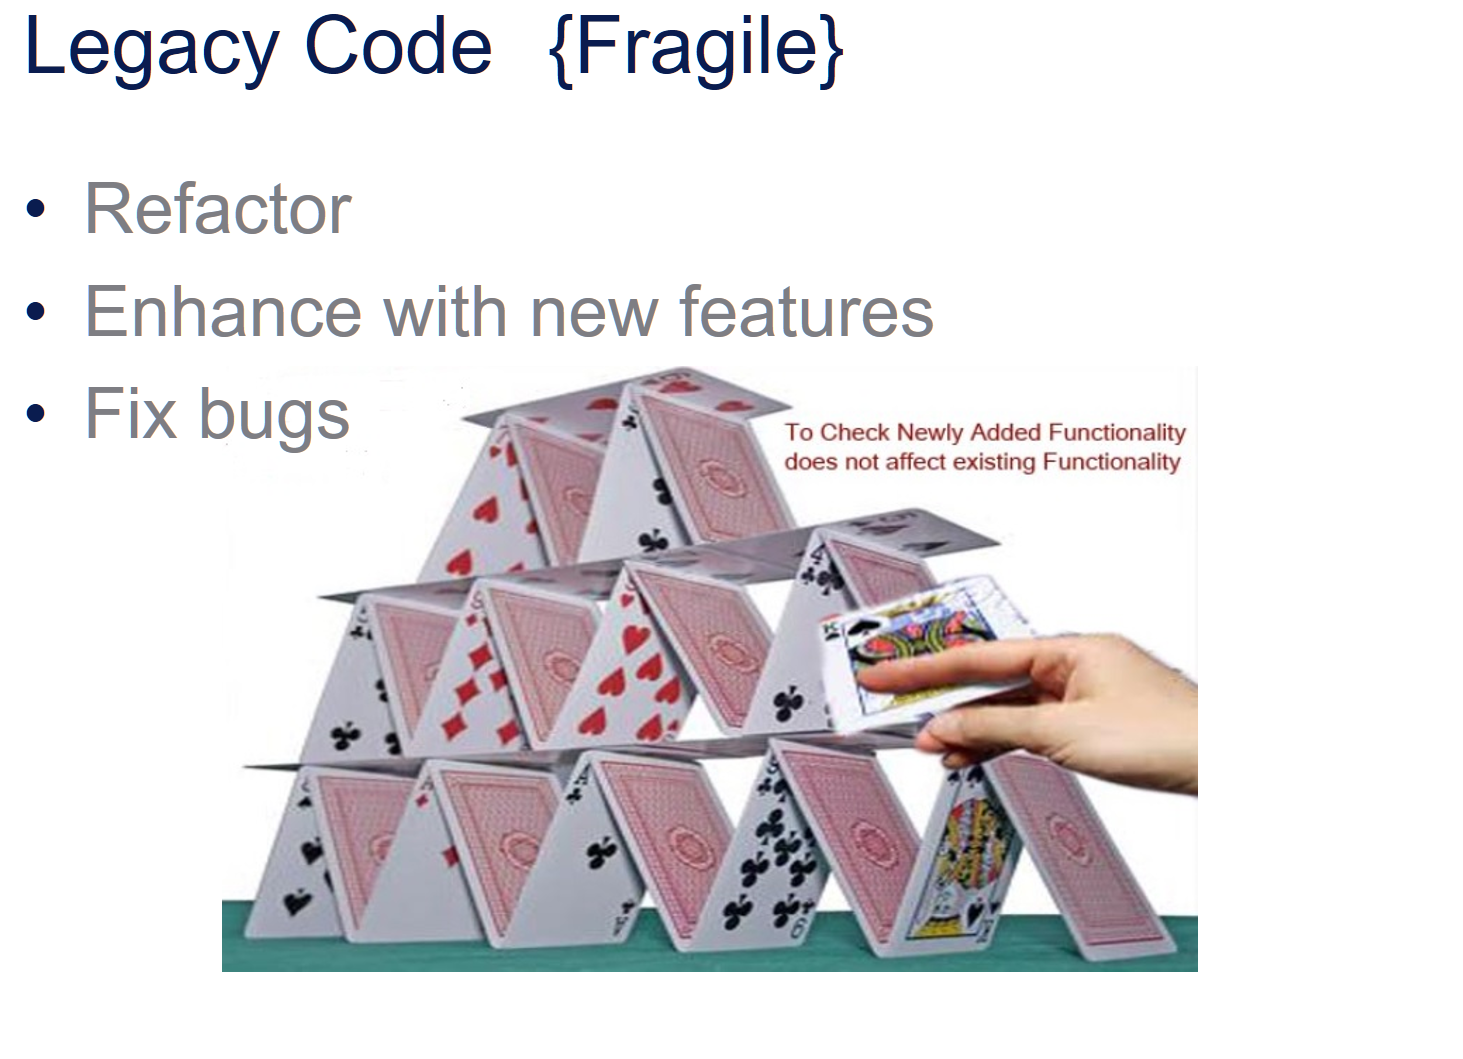 Legacy Code {Fragile}
• Refactor
• Enhance with new features
• Fix bugs
To Check Newly Added Functionality
does not affect existing Functionality